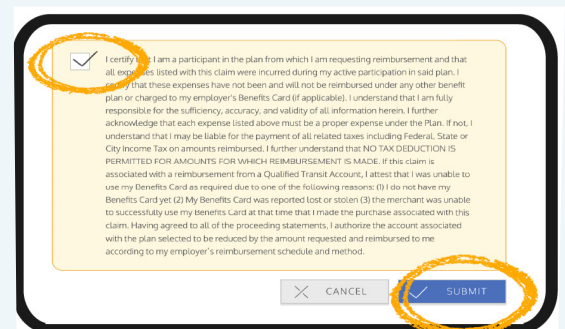 I certify that I am a participant in the plan from which I am requesting reimbursement and that
all expenses listed with this claim were incurred during my active participation in said plan. I
certify that these expenses have not been and will not be reimbursed under any other benefit
plan or charged to my employer's Benefits Card (if applicable). I understand that I am fully
responsible for the sufficiency, accuracy, and validity of all information herein. I further
acknowledge that each expense listed above must be a proper expense under the Plan. If not, I
understand that I may be liable for the payment of all related taxes including Federal, State or
City Income Tax on amounts reimbursed. I further understand that NO TAX DEDUCTION IS
PERMITTED FOR AMOUNTS FOR WHICH REIMBURSEMENT IS MADE. If this claim is
associated with a reimbursement from a Qualified Transit Account, I attest that I was unable to
use my Benefits Card as required due to one of the following reasons: (1) I do not have my
Benefits Card yet (2) My Benefits Card was reported lost or stolen (3) the merchant was unable
to successfully use my Benefits Card at that time that I made the purchase associated with this
claim. Having agreed to all of the proceeding statements, I authorize the account associated
with the plan selected to be reduced by the amount requested and reimbursed to me
according to my employer's reimbursement schedule and method.
CANCEL
SUBMIT